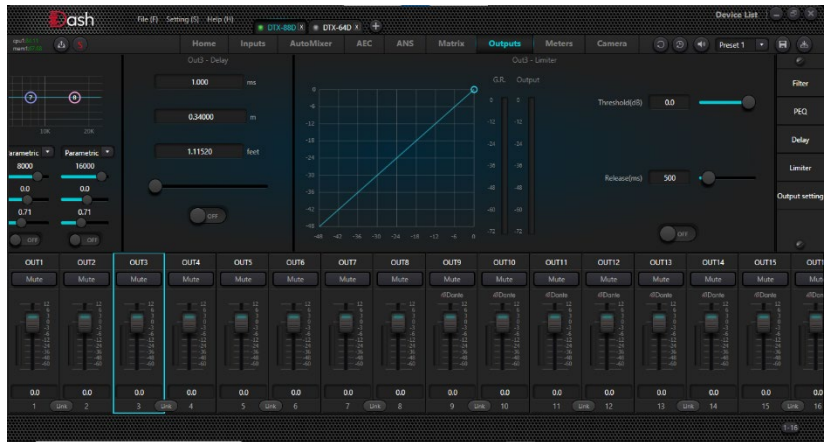 Dash
File (F) Setting (S) Help (H)
DTX-88D X DTX-64D X +
Device List
Home Inputs AutoMixer AEC ANS Matrix Outputs Meters Camera
Preset 1
Out3 - Delay
1.000 ms
0.34000 m
1.11520 feet
OFF
Out3 - Limiter
G.R. Output
Threshold(dB) 0.0
Release(ms) 500
OFF
Filter
PEQ
Delay
Limiter
Output setting
7 8
10K 20K
arametric Parametric
8000 16000
0.0 0.0
0.71 0.71
OFF OFF
OUT1 OUT2 OUT3 OUT4 OUT5 OUT6 OUT7 OUT8 OUT9 OUT10 OUT11 OUT12 OUT13 OUT14 OUT15 OUT1
Mute Mute Mute Mute Mute Mute Mute Mute Mute Mute Mute Mute Mute Mute Mute Mut
Dante Dante Dante Dante Dante Dante Dante
0.0 0.0 0.0 0.0 0.0 0.0 0.0 0.0 0.0 0.0 0.0 0.0 0.0 0.0 0.0 0.0
1 Link 2 3 Link 4 5 Link 6 7 Link 8 9 Link 10 11 Link 12 13 Link 14 15 Link 16
1-16